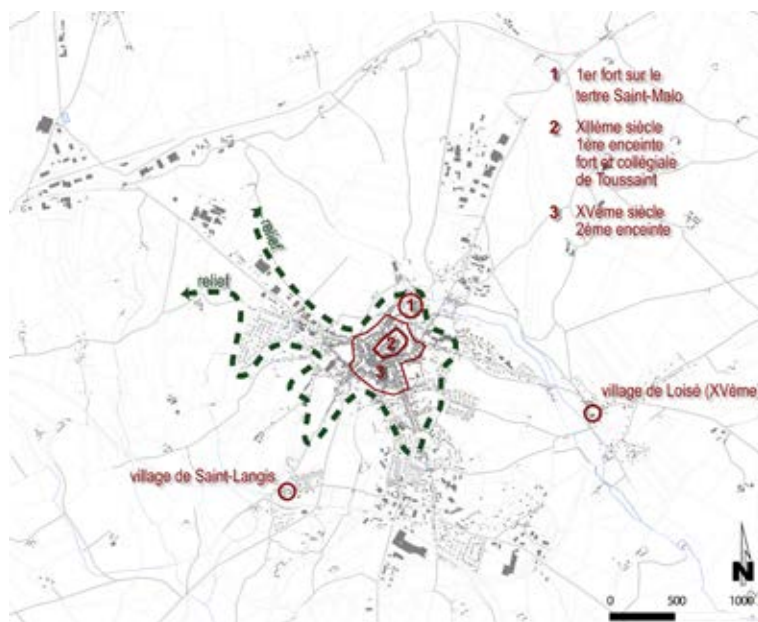 1 1er fort sur le
tertre Saint-Malo
2 XIIème siècle
1ère enceinte
fort et collégiale
de Toussaint
3 XVème siècle
2ème enceinte
relief
relief
1
2
3
village de Loisé (XVème)
village de Saint-Langis
N
0 500 1000